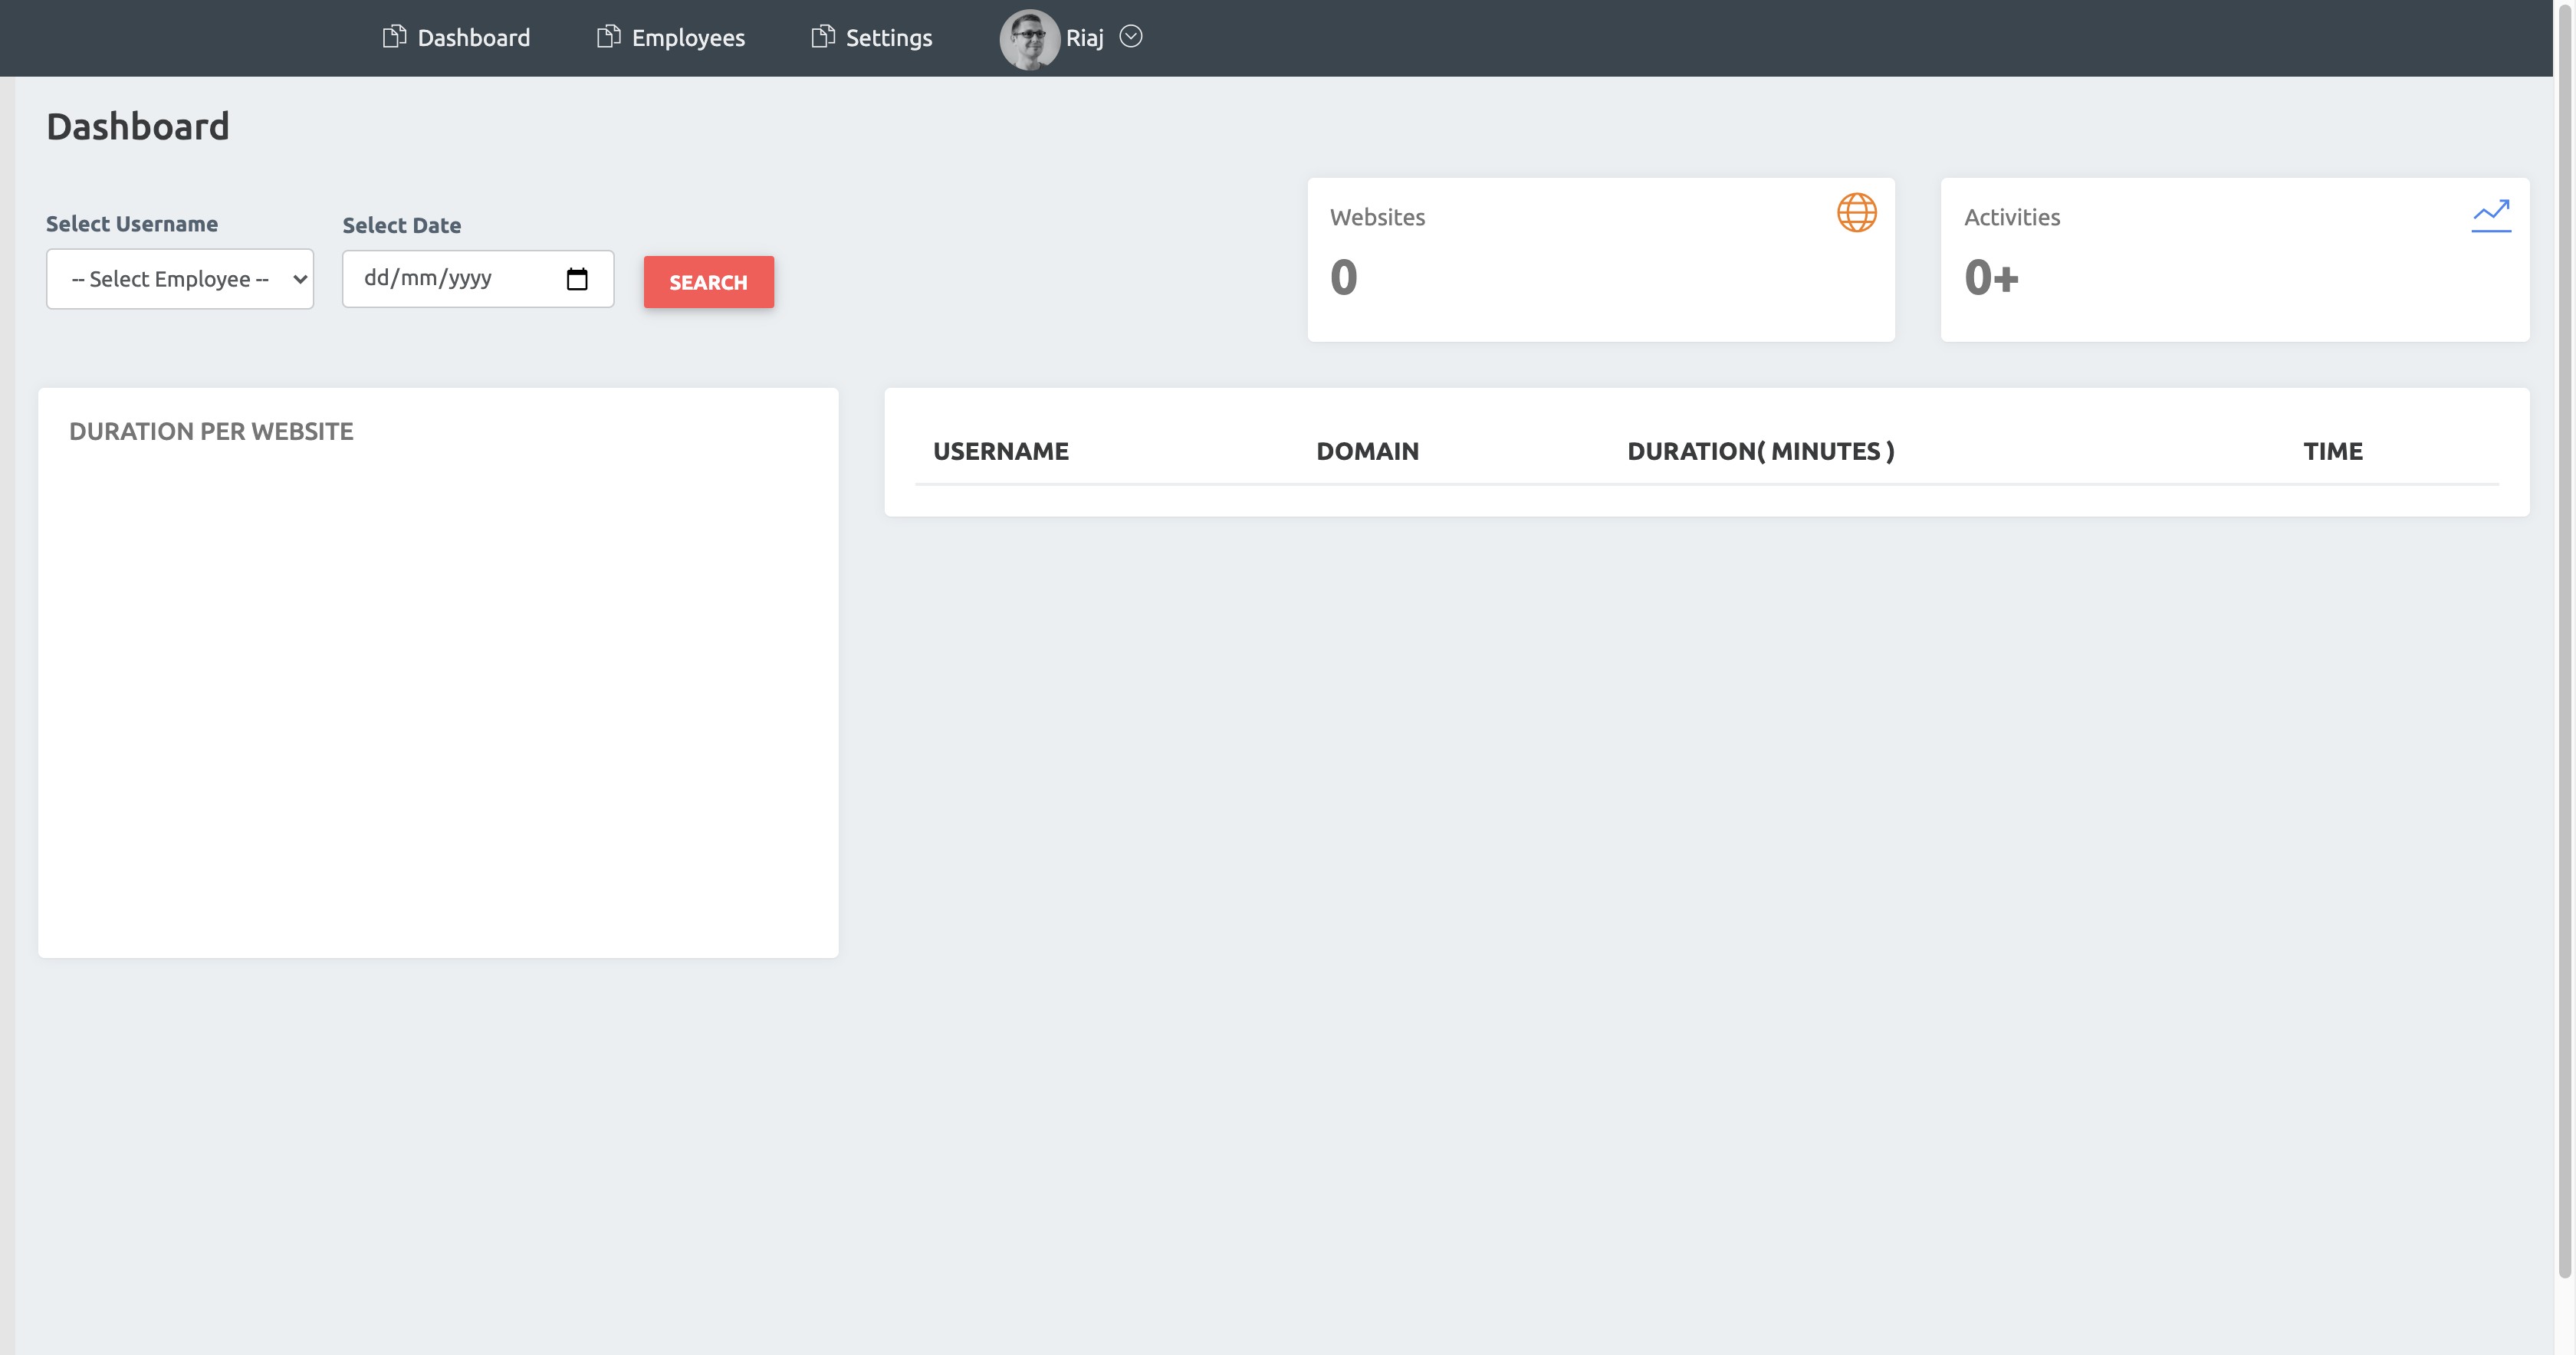 Dashboard
Employees
Settings
Riaj
Dashboard
Select Username
-- Select Employee --
Select Date
dd/mm/yyyy
SEARCH
Websites
0
Activities
0+
DURATION PER WEBSITE
USERNAME DOMAIN DURATION( MINUTES ) TIME